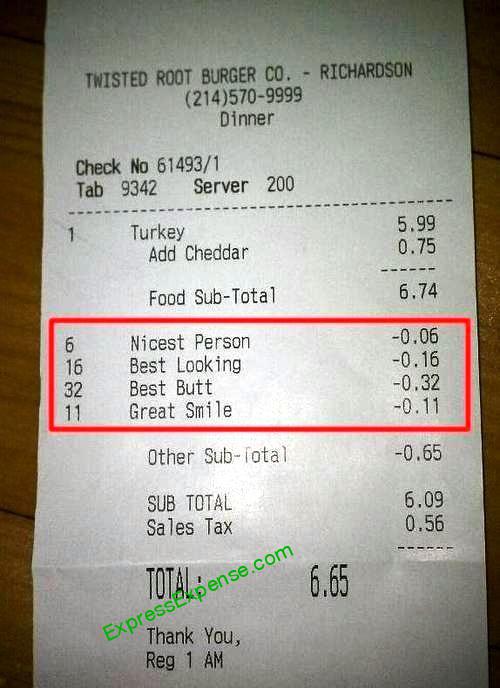 TWISTED ROOT BURGER CO. - RICHARDSON
(214)570-9999
Dinner
Check No 61493/1
Tab 9342 Server 200
--------------------------------
1 Turkey 5.99
Add Cheddar 0.75
------
Food Sub-Total 6.74
6 Nicest Person -0.06
16 Best Looking -0.16
32 Best Butt -0.32
11 Great Smile -0.11
Other Sub-Total -0.65
SUB TOTAL 6.09
Sales Tax 0.56
------
TOTAL: 6.65
ExpressExpense.com
Thank You,
Reg 1 AM